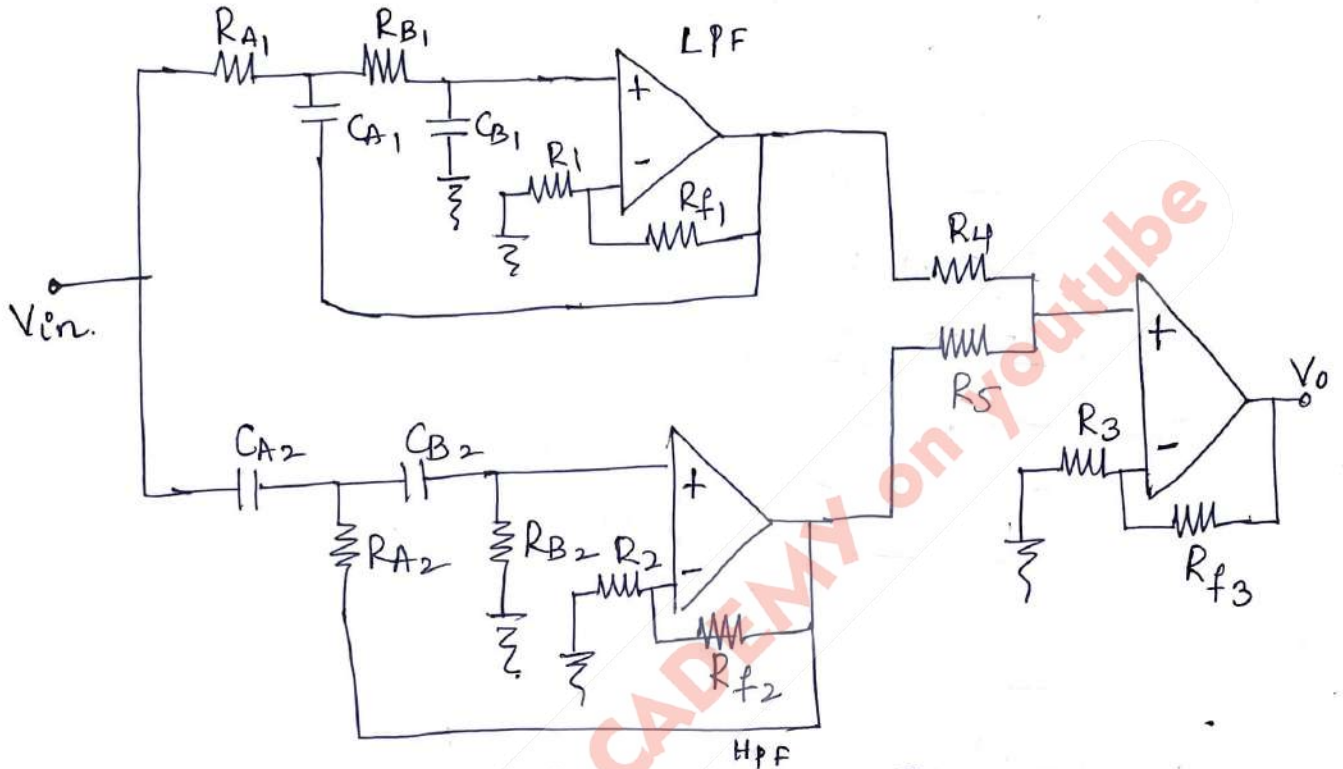 RA1
RB1
LPF
CA1
CB1
+
-
R1
Rf1
Vin.
R4
R5
+
-
Vo
R3
Rf3
CA2
CB2
RA2
RB2
+
-
R2
Rf2
HPF
CADEMY on youtube